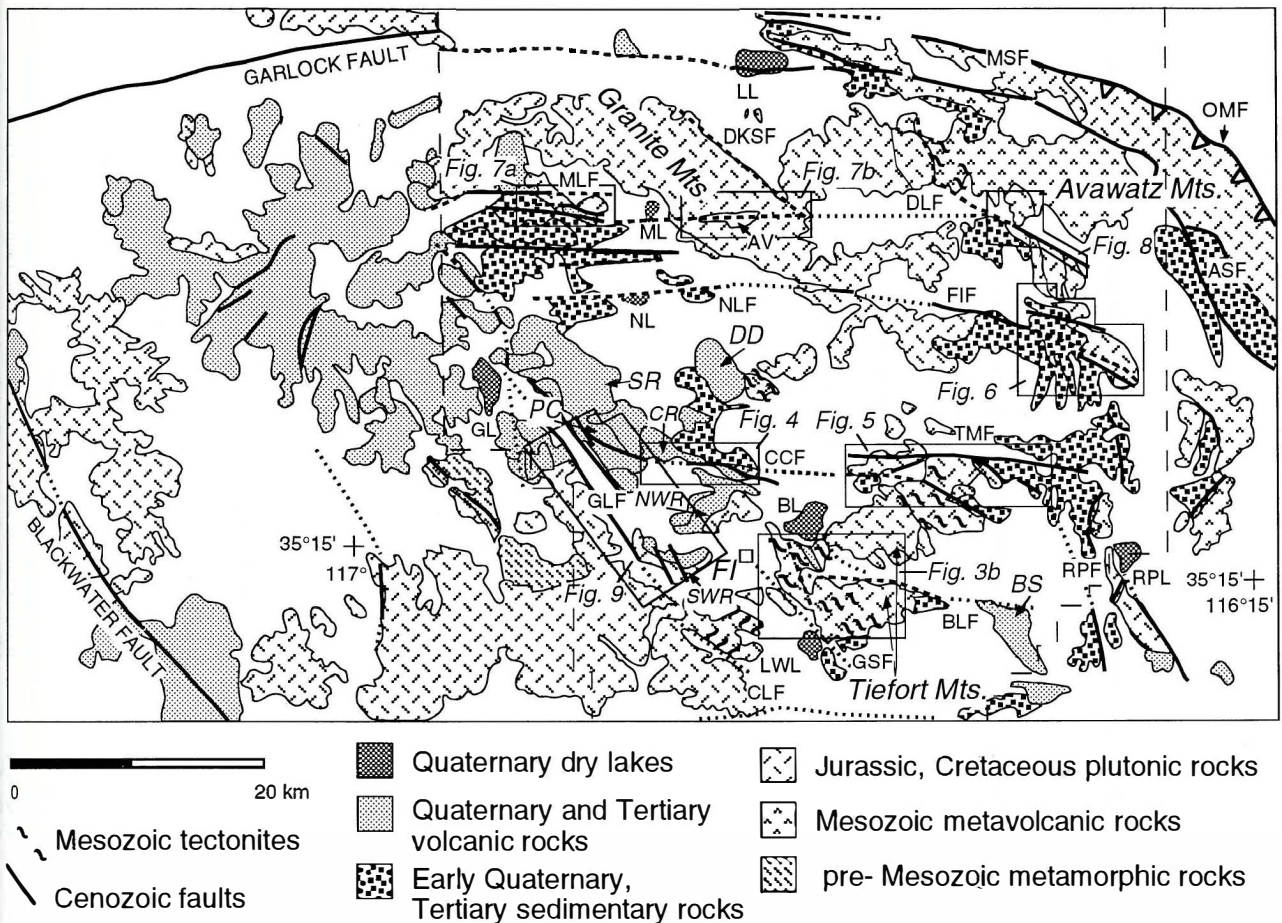 GARLOCK FAULT
LL
DKSF
MSF
OMF
Granite Mts.
Fig. 7a
MLF
Fig. 7b
DLF
Avawatz Mts.
ML
AV
Fig. 8
ASF
NL
NLF
FIF
DD
SR
Fig. 6
PC
CR
Fig. 4
Fig. 5
TMF
GL
CCF
GLF
NWR
BL
BLACKWATER FAULT
35°15'
117°
FI
Fig. 3b
BS
RPF
RPL
35°15'
116°15'
Fig. 9
SWR
BLF
LWL
GSF
CLF
Tiefort Mts.
0
20 km
Mesozoic tectonites
Cenozoic faults
Quaternary dry lakes
Quaternary and Tertiary
volcanic rocks
Early Quaternary,
Tertiary sedimentary rocks
Jurassic, Cretaceous plutonic rocks
Mesozoic metavolcanic rocks
pre- Mesozoic metamorphic rocks